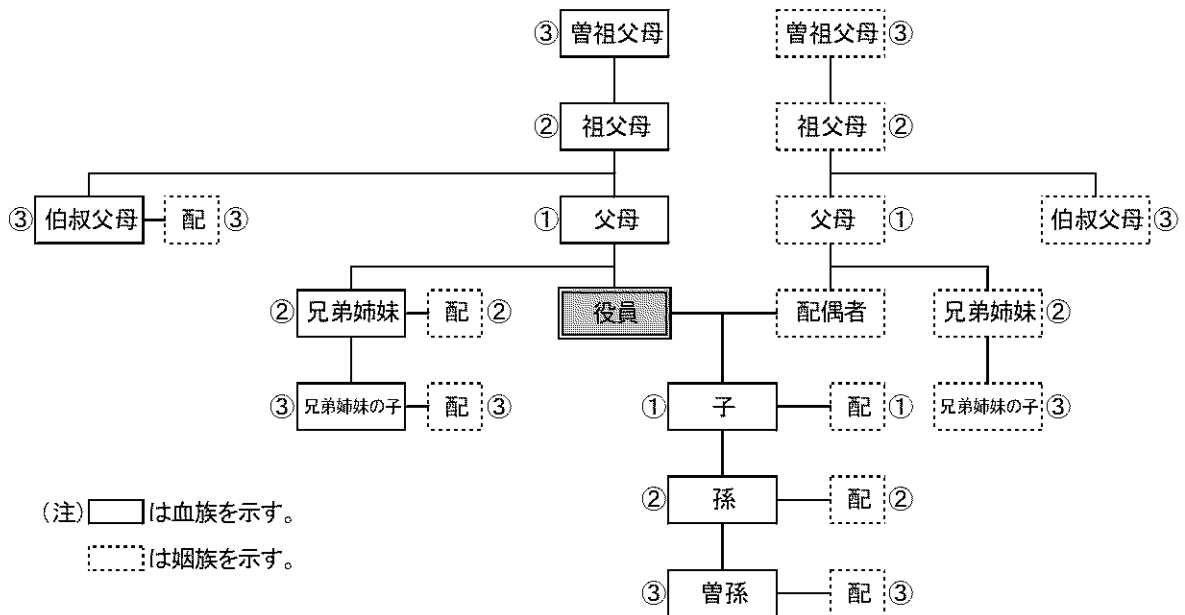 ③曽祖父母 曽祖父母③
②祖父母 祖父母②
③伯叔父母 配③ ①父母 父母① 伯叔父母③
②兄弟姉妹 配② 役員 配偶者 兄弟姉妹②
③兄弟姉妹の子 配③ ①子 配① 兄弟姉妹の子③
②孫 配②
(注) は血族を示す。
は姻族を示す。
③曽孫 配③